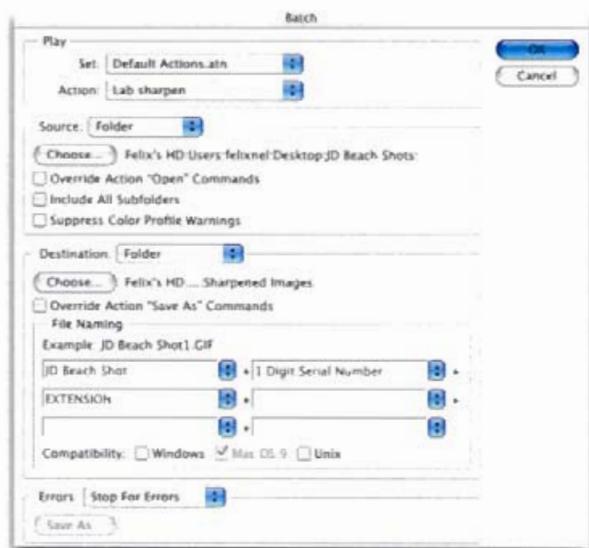 Batch
Play
Set: Default Actions.atn
Action: Lab sharpen
OK
Cancel
Source: Folder
Choose... Felix's HD:Users:felixnel:Desktop:JD Beach Shots:
Override Action "Open" Commands
Include All Subfolders
Suppress Color Profile Warnings
Destination: Folder
Choose... Felix's HD:...:Sharpened Images:
Override Action "Save As" Commands
File Naming
Example: JD Beach Shot1.GIF
JD Beach Shot + 1 Digit Serial Number +
EXTENSION + +
+
Compatibility: Windows Mac OS 9 Unix
Errors: Stop For Errors
Save As...